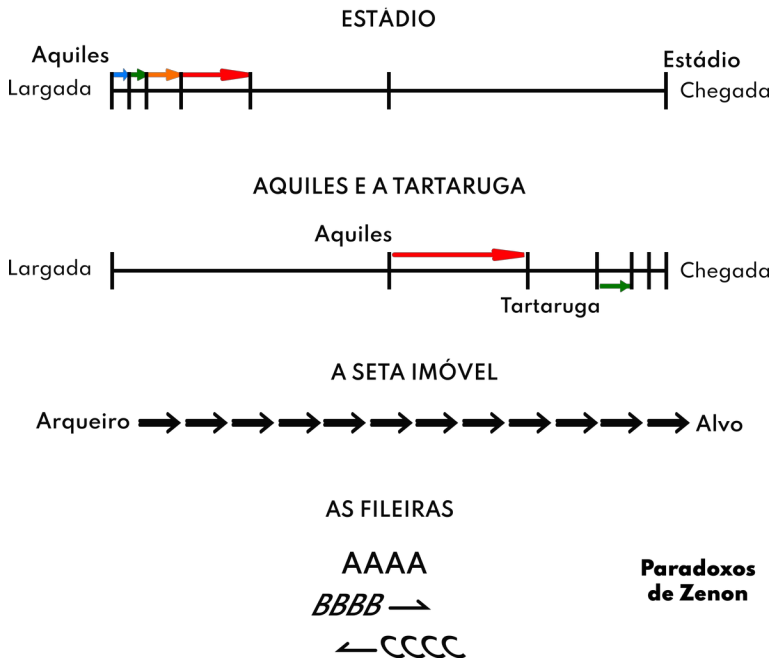 ESTÁDIO
Aquiles
Estádio
Largada
Chegada
AQUILES E A TARTARUGA
Aquiles
Largada
Chegada
Tartaruga
A SETA IMÓVEL
Arqueiro
Alvo
AS FILEIRAS
AAAA
BBBB
CCCC
Paradoxos
de Zenon